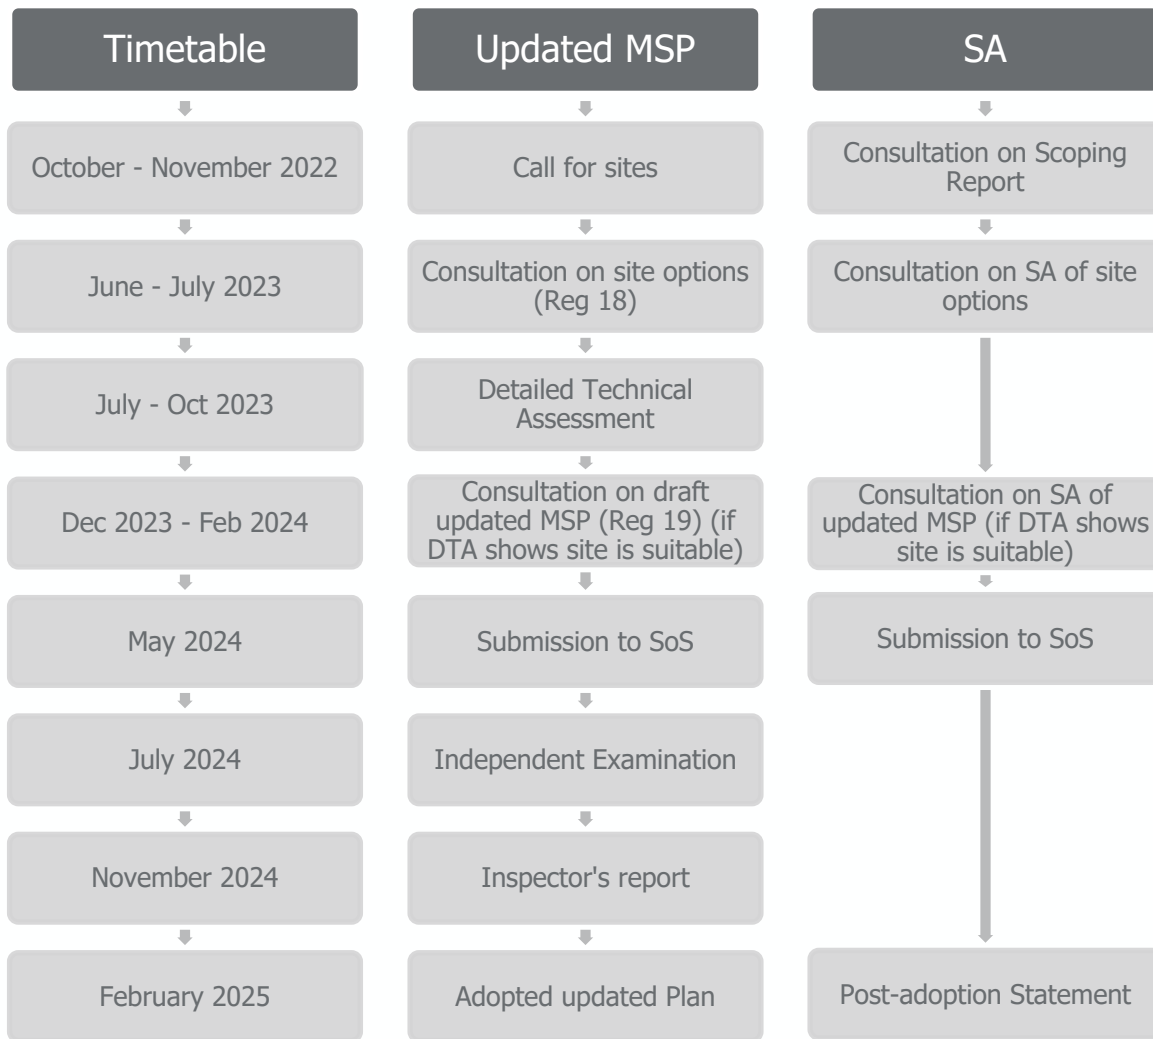 Timetable
Updated MSP
SA
October - November 2022
Call for sites
Consultation on Scoping
Report
June - July 2023
Consultation on site options
(Reg 18)
Consultation on SA of site
options
July - Oct 2023
Detailed Technical
Assessment
Dec 2023 - Feb 2024
Consultation on draft
updated MSP (Reg 19) (if
DTA shows site is suitable)
Consultation on SA of
updated MSP (if DTA shows
site is suitable)
May 2024
Submission to SoS
Submission to SoS
July 2024
Independent Examination
November 2024
Inspector's report
February 2025
Adopted updated Plan
Post-adoption Statement